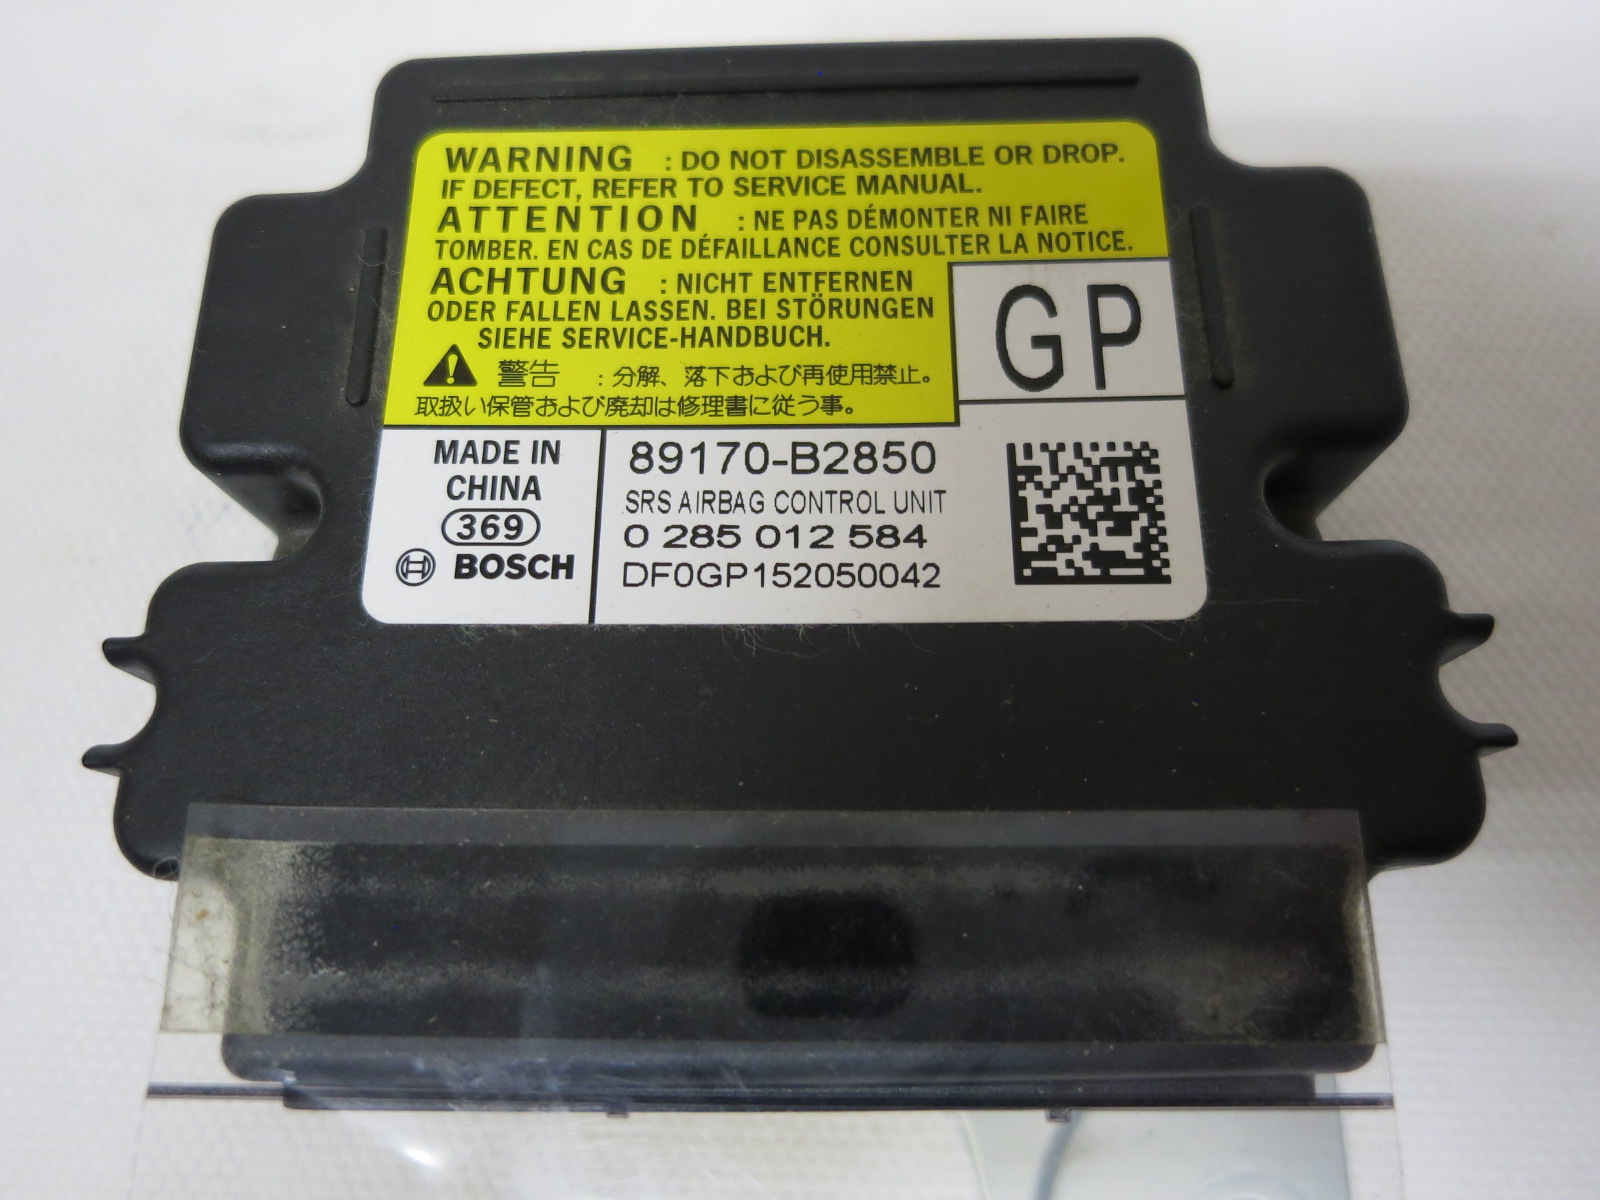 WARNING : DO NOT DISASSEMBLE OR DROP.
IF DEFECT, REFER TO SERVICE MANUAL.
ATTENTION : NE PAS DÉMONTER NI FAIRE
TOMBER. EN CAS DE DÉFAILLANCE CONSULTER LA NOTICE.
ACHTUNG : NICHT ENTFERNEN
ODER FALLEN LASSEN. BEI STÖRUNGEN
SIEHE SERVICE-HANDBUCH.
警告 : 分解、落下および再使用禁止。
取扱い保管および廃却は修理書に従う事。
GP
MADE IN
CHINA
369
BOSCH
89170-B2850
SRS AIRBAG CONTROL UNIT
0 285 012 584
DF0GP152050042